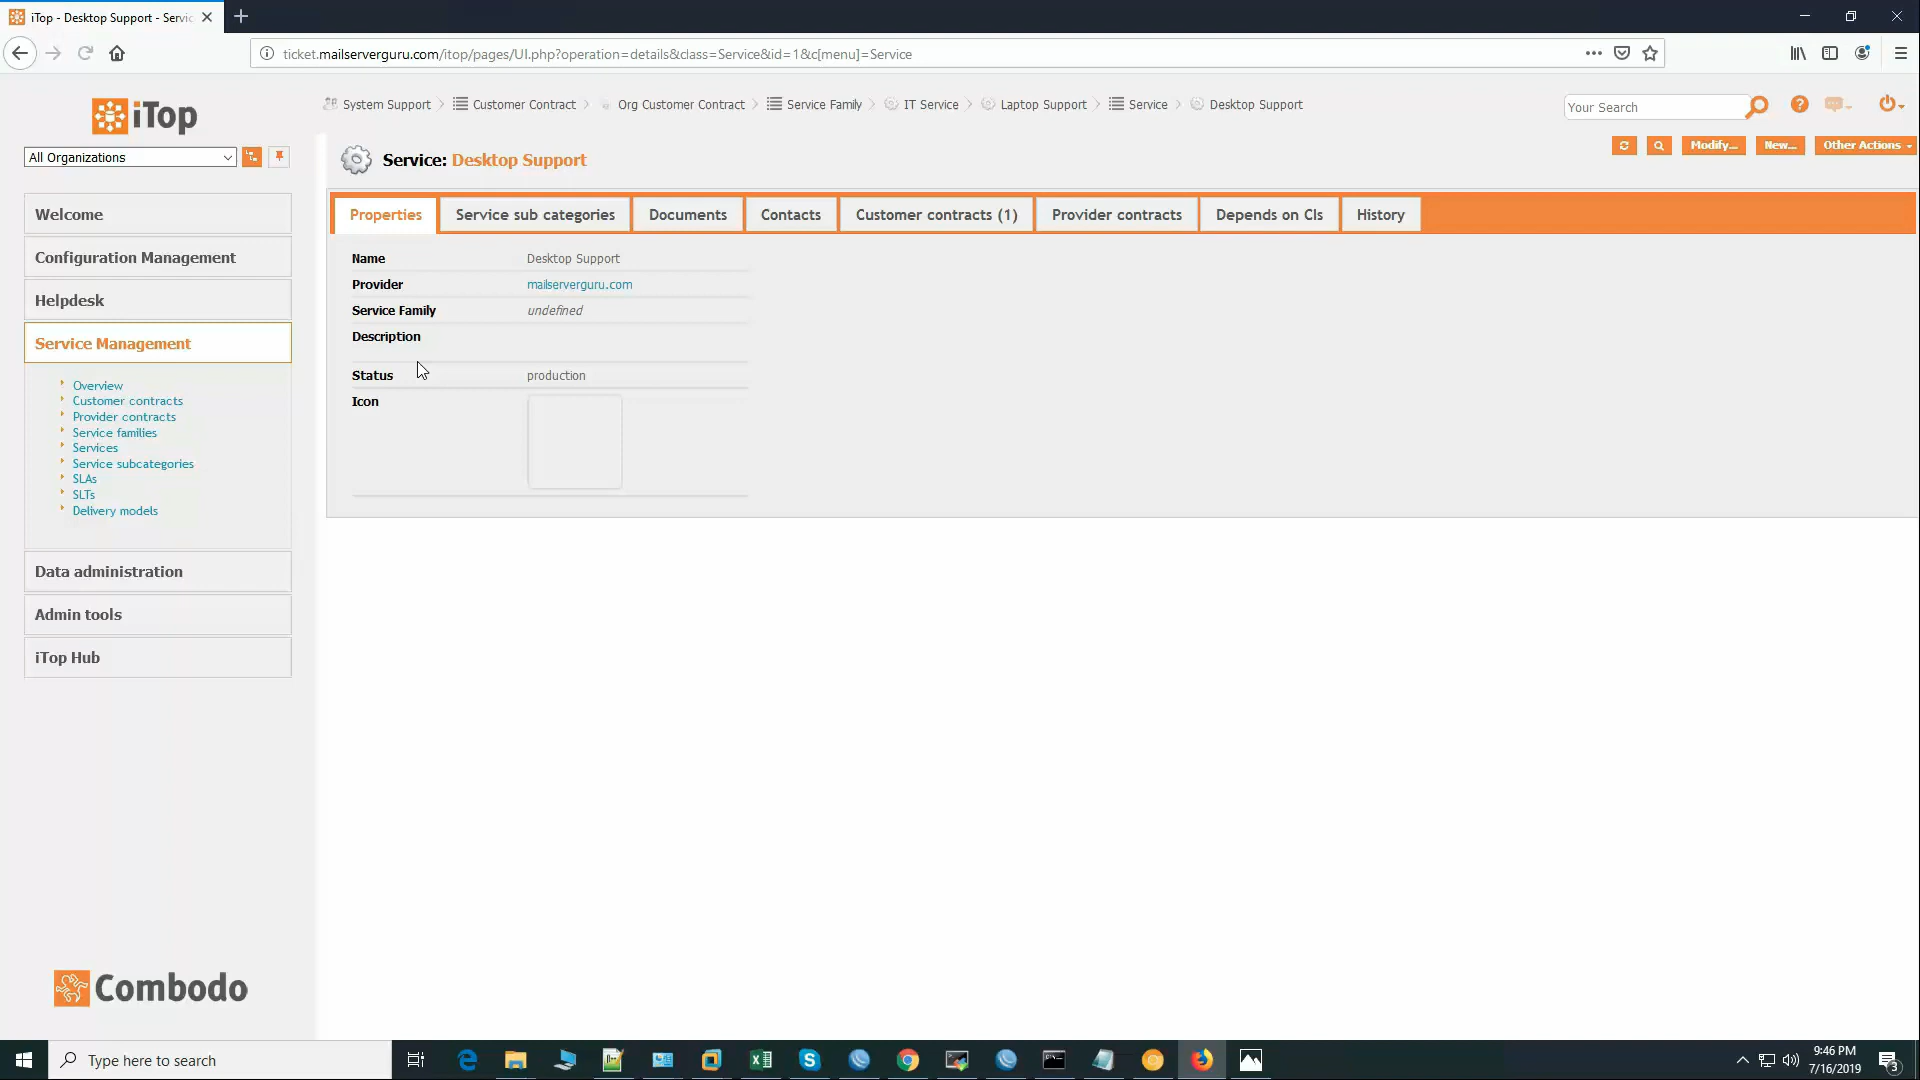 iTop - Desktop Support - Servic
ticket.mailserverguru.com/itop/pages/UI.php?operation=details&class=Service&id=1&c[menu]=Service
iTop
System Support
Customer Contract
Org Customer Contract
Service Family
IT Service
Laptop Support
Service
Desktop Support
Your Search
All Organizations
Service: Desktop Support
Modify...
New...
Other Actions
Welcome
Configuration Management
Helpdesk
Service Management
Overview
Customer contracts
Provider contracts
Service families
Services
Service subcategories
SLAs
SLTs
Delivery models
Data administration
Admin tools
iTop Hub
Properties
Service sub categories
Documents
Contacts
Customer contracts (1)
Provider contracts
Depends on CIs
History
Name Desktop Support
Provider mailserverguru.com
Service Family undefined
Description
Status production
Icon
Combodo
Type here to search
9:46 PM
7/16/2019
3